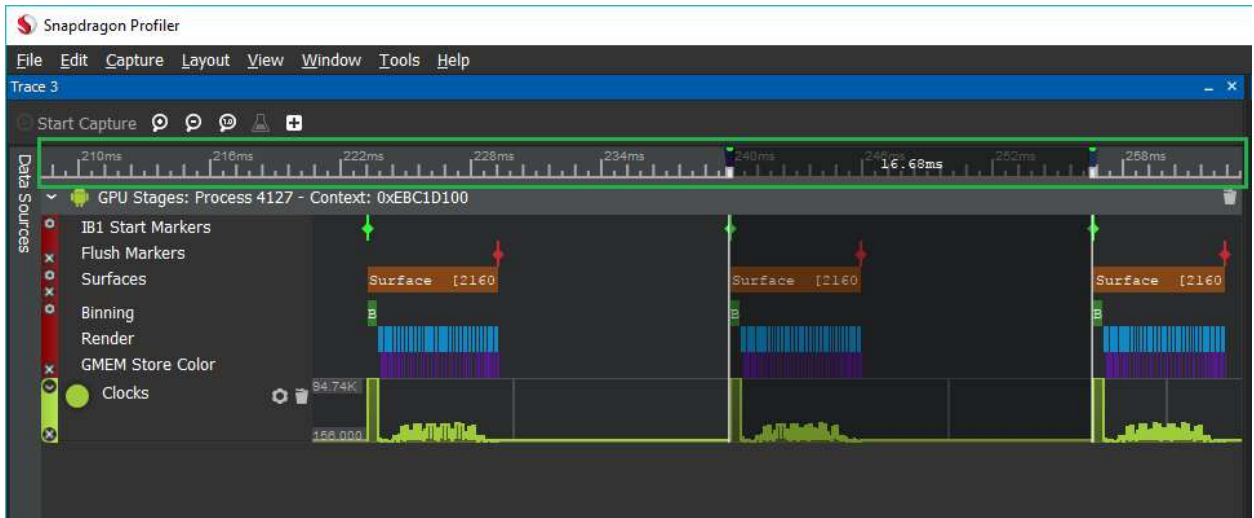 Snapdragon Profiler
File Edit Capture Layout View Window Tools Help
Trace 3
Start Capture
210ms 216ms 222ms 228ms 234ms 240ms 16.68ms 252ms 258ms
Data Sources
GPU Stages: Process 4127 - Context: 0xEBC1D100
IB1 Start Markers
Flush Markers
Surfaces Surface [2160 Surface [2160 Surface [2160
Binning B B B
Render
GMEM Store Color
Clocks 94.74K
156.000